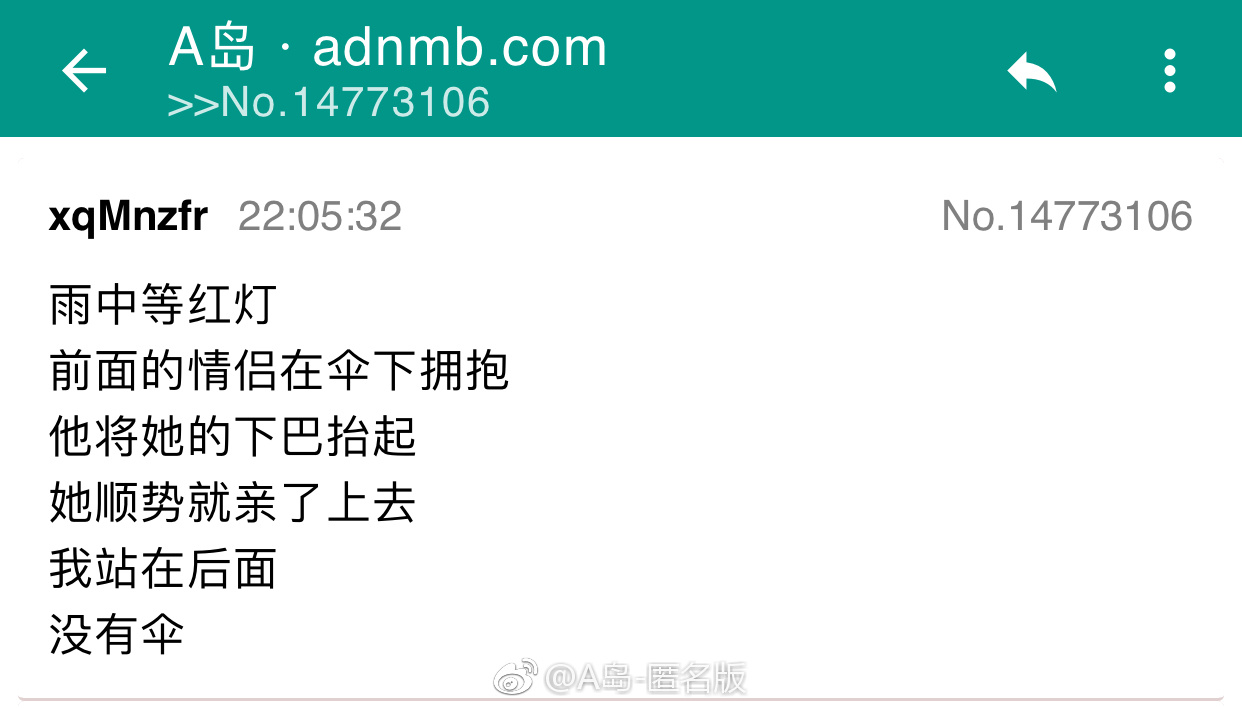 A岛 · adnmb.com
>>No.14773106
xqMnzfr 22:05:32 No.14773106
雨中等红灯
前面的情侣在伞下拥抱
他将她的下巴抬起
她顺势就亲了上去
我站在后面
没有伞
@A岛-匿名版